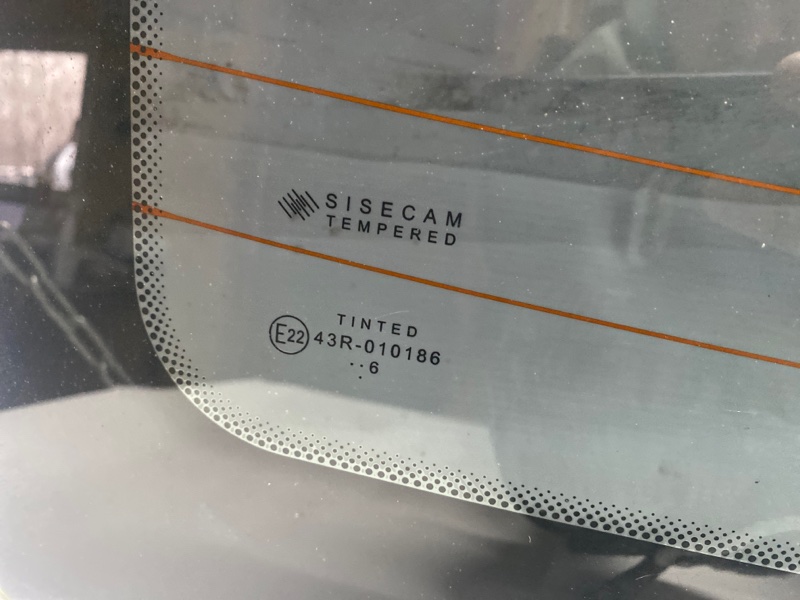 SISECAM
TEMPERED
TINTED
E22 43R-010186
..6
.